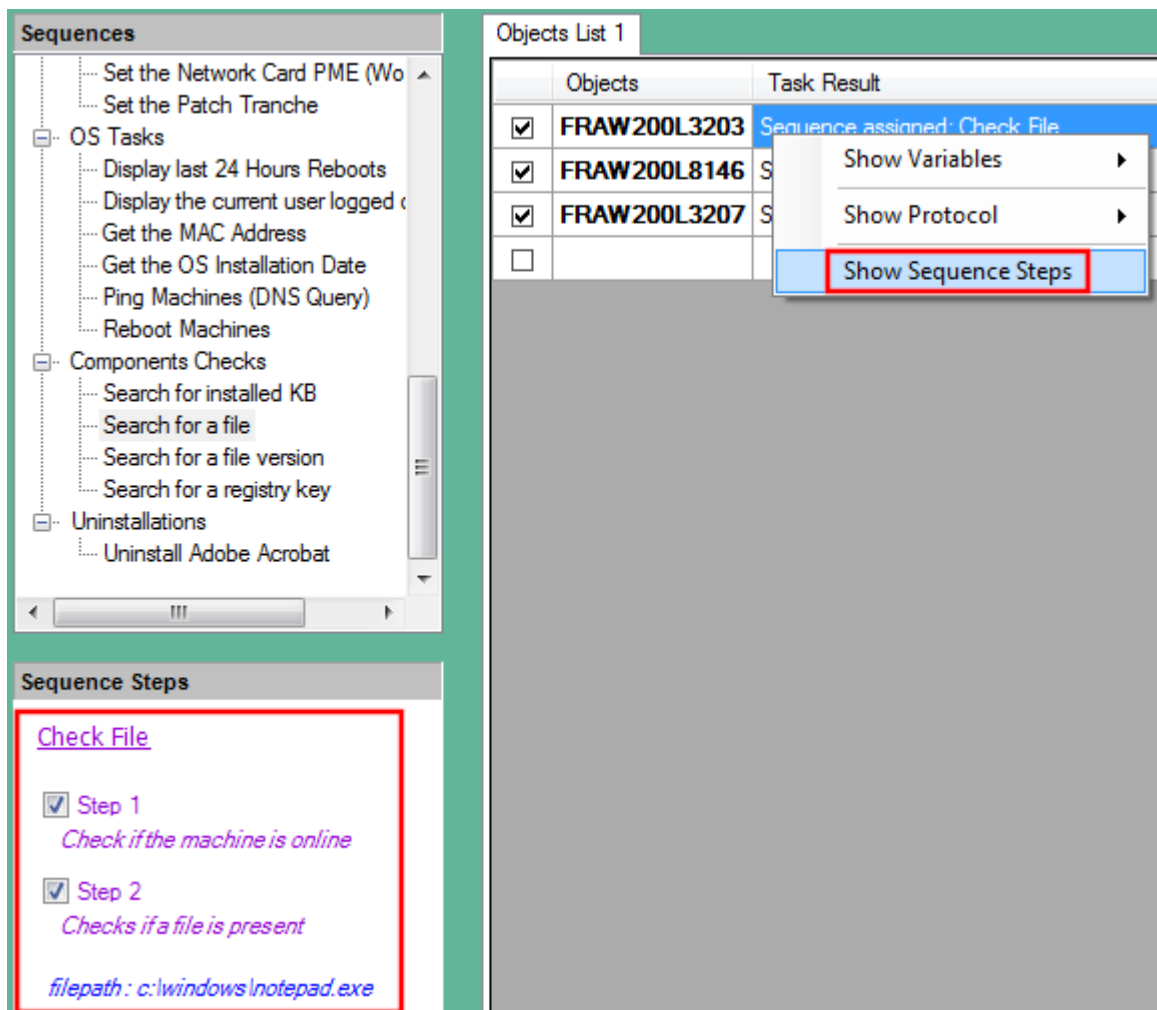 Sequences
Set the Network Card PME (Wo
Set the Patch Tranche
OS Tasks
Display last 24 Hours Reboots
Display the current user logged
Get the MAC Address
Get the OS Installation Date
Ping Machines (DNS Query)
Reboot Machines
Components Checks
Search for installed KB
Search for a file
Search for a file version
Search for a registry key
Uninstallations
Uninstall Adobe Acrobat
Sequence Steps
Check File
Step 1
Check if the machine is online
Step 2
Checks if a file is present
filepath : c:\windows\notepad.exe
Objects List 1
Objects Task Result
FRAW200L3203 Sequence assigned: Check File
FRAW200L8146 S
FRAW200L3207 S
Show Variables
Show Protocol
Show Sequence Steps